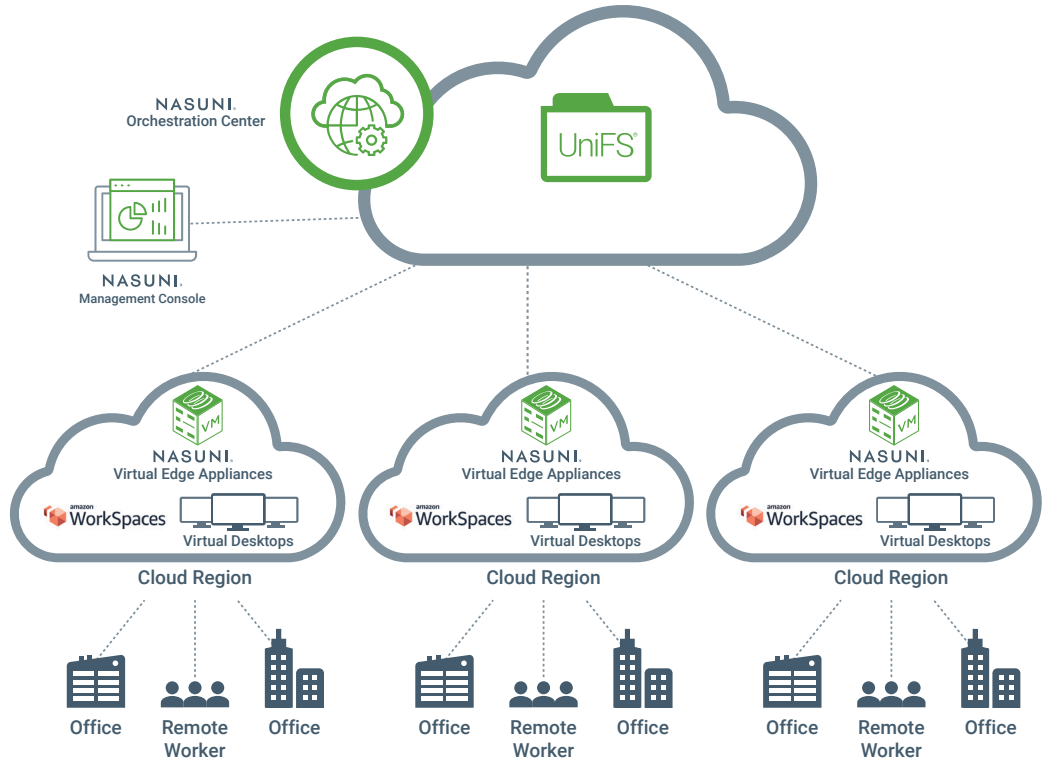 NASUNI.
Orchestration Center
UniFS®
NASUNI.
Management Console
VM
NASUNI.
Virtual Edge Appliances
amazon
WorkSpaces
Virtual Desktops
Cloud Region
Office
Remote
Worker
Office
VM
NASUNI.
Virtual Edge Appliances
amazon
WorkSpaces
Virtual Desktops
Cloud Region
Office
Remote
Worker
Office
VM
NASUNI.
Virtual Edge Appliances
amazon
WorkSpaces
Virtual Desktops
Cloud Region
Office
Remote
Worker
Office